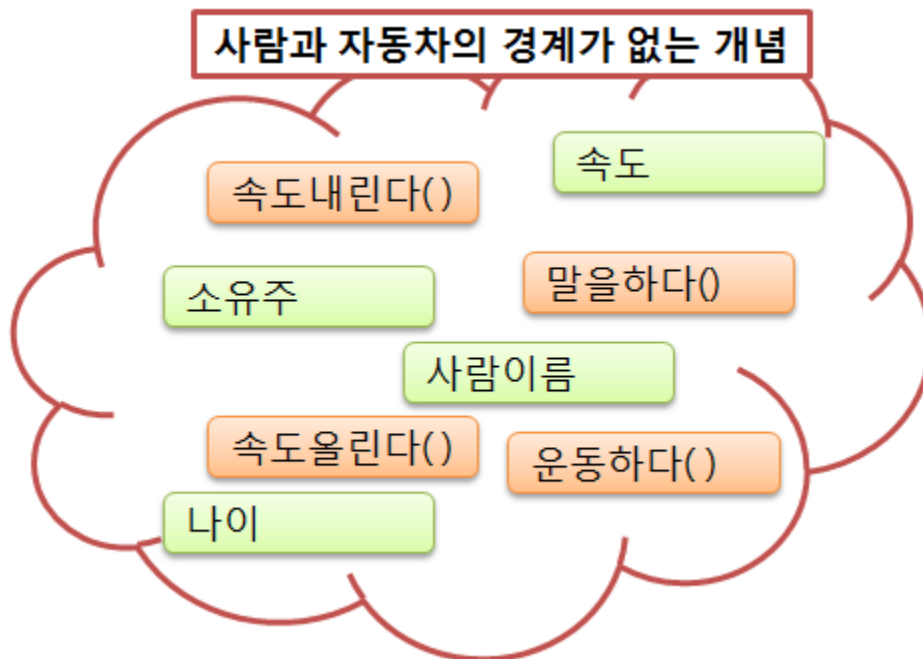 사람과 자동차의 경계가 없는 개념
속도
속도내린다( )
말을하다()
소유주
사람이름
속도올린다( )
운동하다( )
나이